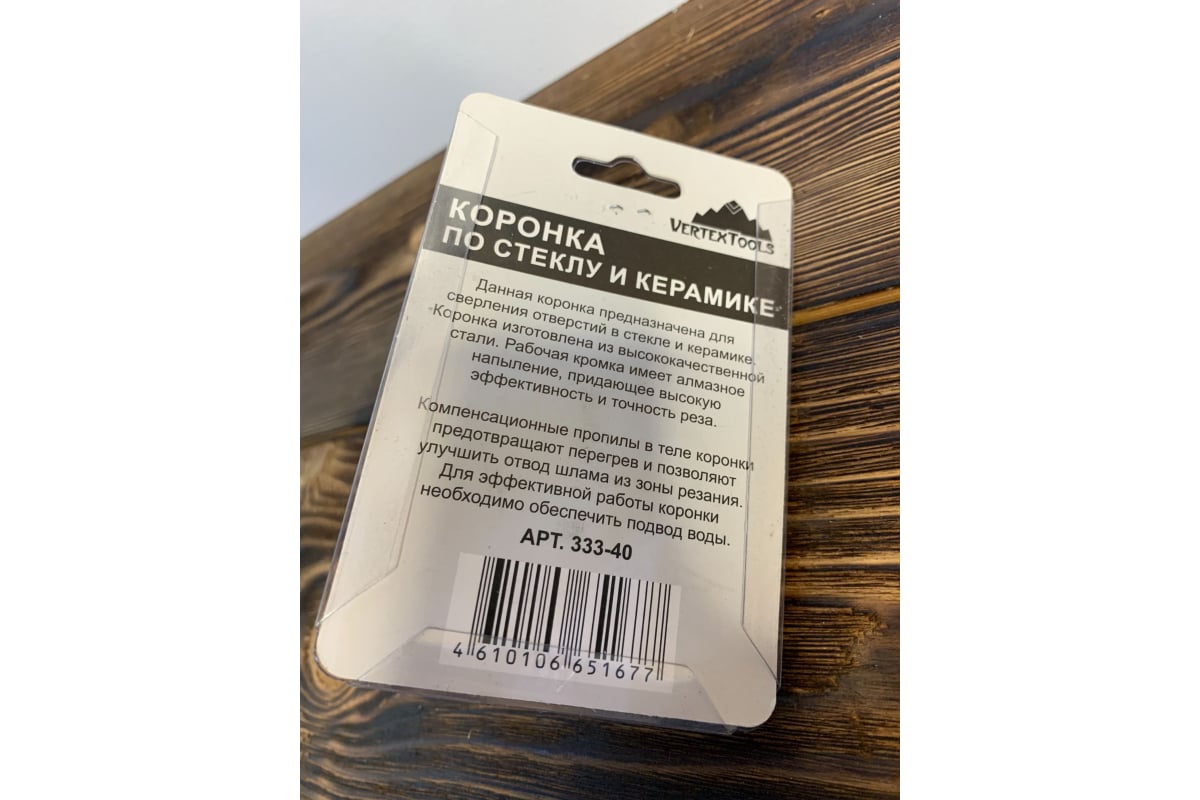 VERTEXTOOLS
КОРОНКА
ПО СТЕКЛУ И КЕРАМИКЕ
Данная коронка предназначена для
сверления отверстий в стекле и керамике.
Коронка изготовлена из высококачественной
стали. Рабочая кромка имеет алмазное
напыление, придающее высокую
эффективность и точность реза.
Компенсационные пропилы в теле коронки
предотвращают перегрев и позволяют
улучшить отвод шлама из зоны резания.
Для эффективной работы коронки
необходимо обеспечить подвод воды.
АРТ. 333-40
4 610106 651677